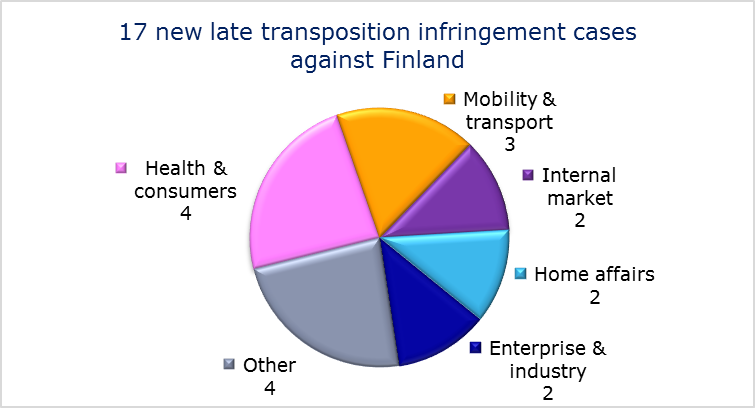 17 new late transposition infringement cases
against Finland
Mobility &
transport
3
Internal
market
2
Home affairs
2
Enterprise &
industry
2
Other
4
Health &
consumers
4